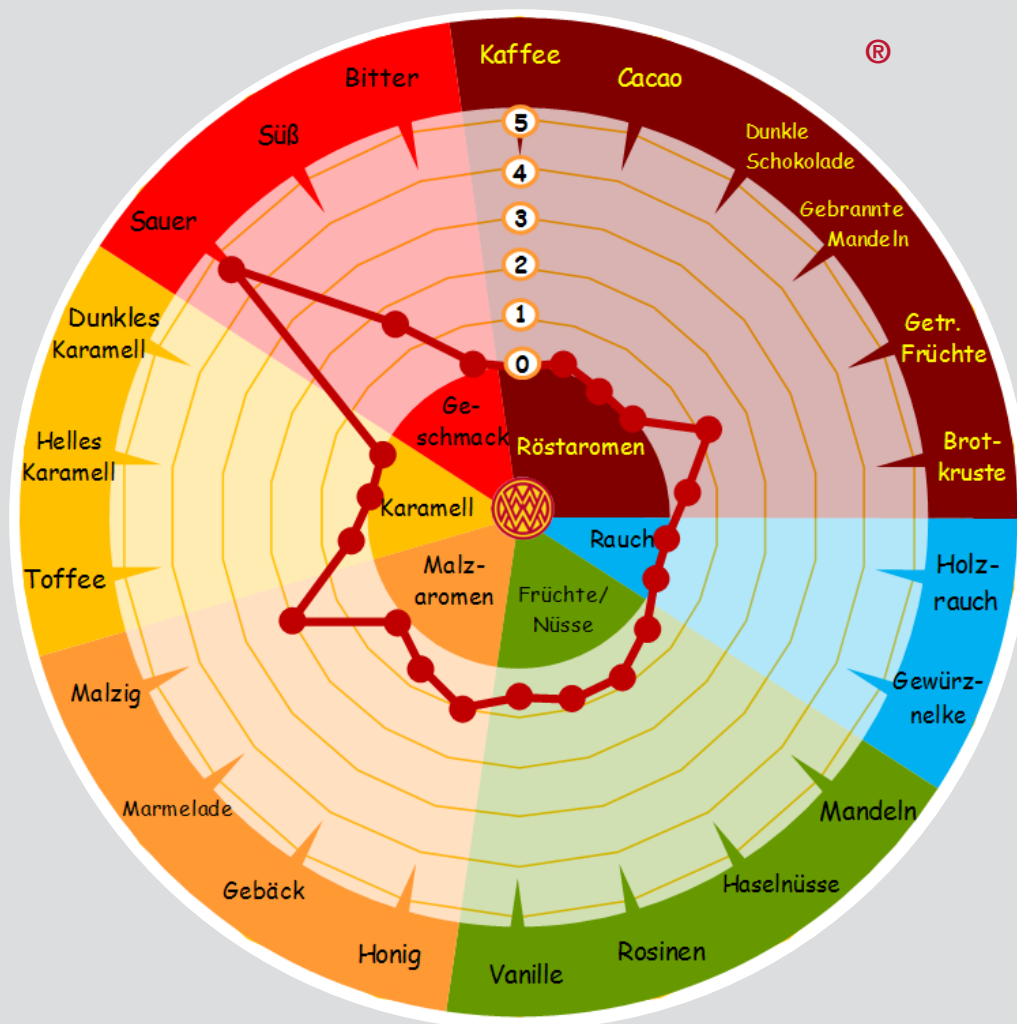 ®
Kaffee
Cacao
Dunkle
Schokolade
Gebrannte
Mandeln
Getr.
Früchte
Brot-
kruste
Holz-
rauch
Gewürz-
nelke
Mandeln
Haselnüsse
Rosinen
Vanille
Honig
Gebäck
Marmelade
Malzig
Toffee
Helles
Karamell
Dunkles
Karamell
Sauer
Süß
Bitter
5
4
3
2
1
0
Ge-
schmack
Röstaromen
Karamell
Rauch
Malz-
aromen
Früchte/
Nüsse